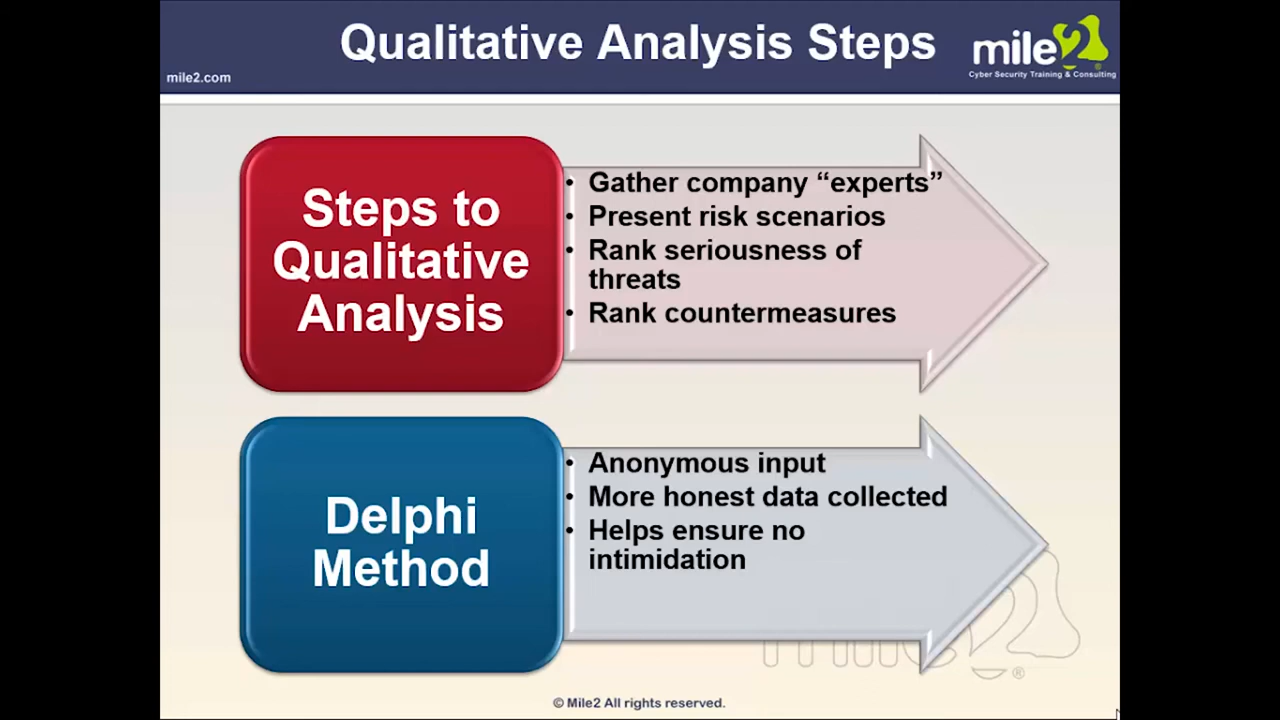 Qualitative Analysis Steps
mile2.com
mile2
Cyber Security Training & Consulting
Steps to
Qualitative
Analysis
• Gather company “experts”
• Present risk scenarios
• Rank seriousness of
threats
• Rank countermeasures
Delphi
Method
• Anonymous input
• More honest data collected
• Helps ensure no
intimidation
mile2®
© Mile2 All rights reserved.